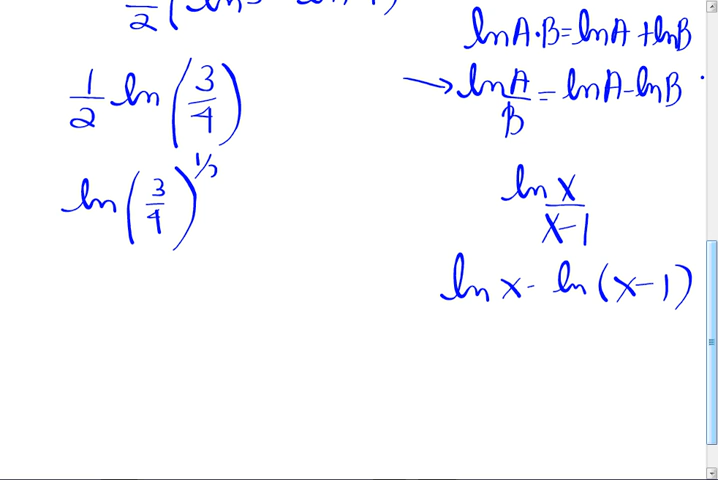 ln A·B = ln A + ln B
1/2 ln (3/4)
→ ln A/B = ln A - ln B
ln (3/4)^1/2
ln x/x-1
ln x - ln (x-1)